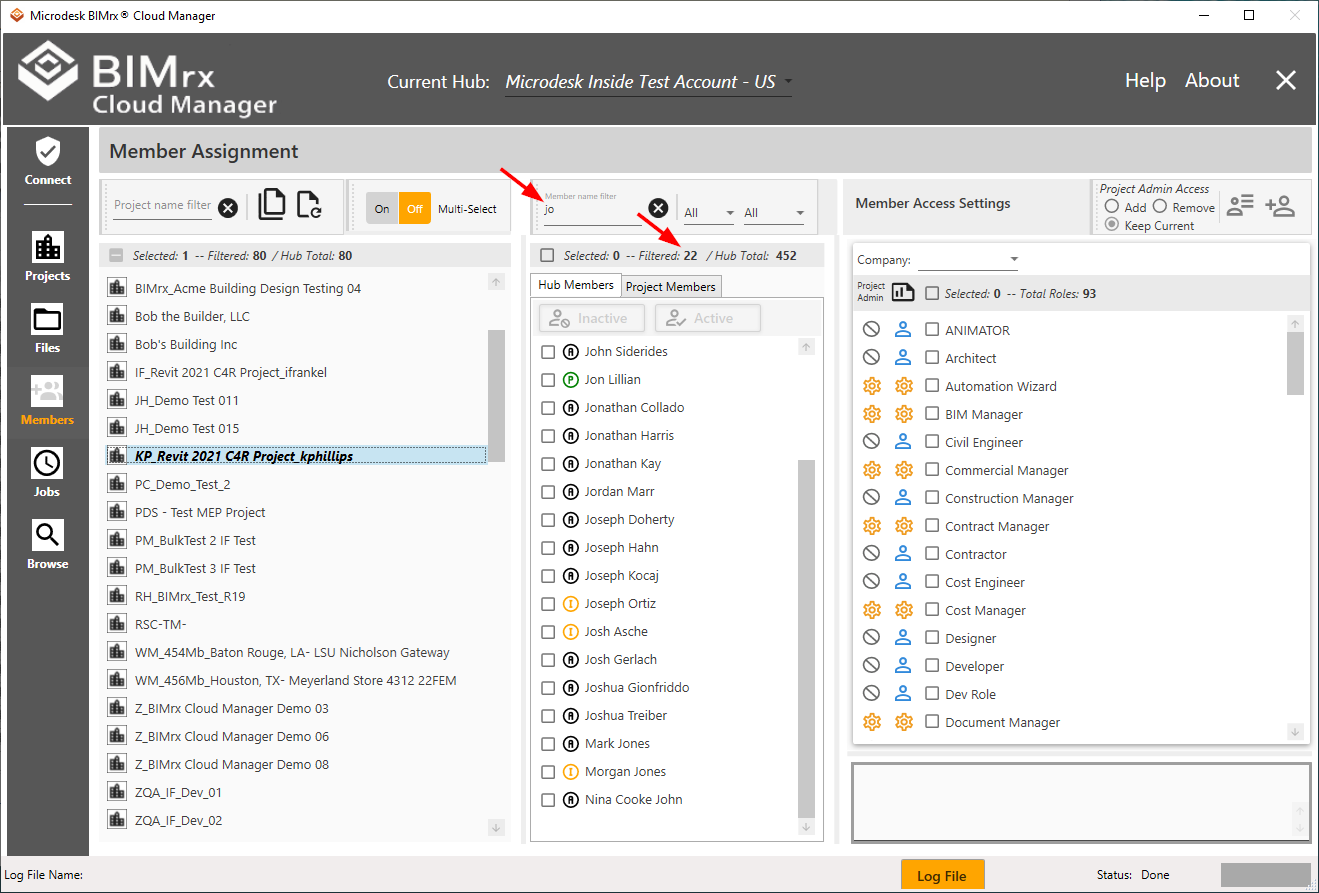 Microdesk BIMrx® Cloud Manager
BIMrx
Cloud Manager
Current Hub: Microdesk Inside Test Account - US
Help About
Connect
Projects
Files
Members
Jobs
Browse
Member Assignment
Project name filter
On Off Multi-Select
Member name filter
jo
All All
Member Access Settings
Project Admin Access
Add Remove
Keep Current
Selected: 1 -- Filtered: 80 / Hub Total: 80
BIMrx_Acme Building Design Testing 04
Bob the Builder, LLC
Bob's Building Inc
IF_Revit 2021 C4R Project_ifrankel
JH_Demo Test 011
JH_Demo Test 015
KP_Revit 2021 C4R Project_kphillips
PC_Demo_Test_2
PDS - Test MEP Project
PM_BulkTest 2 IF Test
PM_BulkTest 3 IF Test
RH_BIMrx_Test_R19
RSC-TM-
WM_454Mb_Baton Rouge, LA- LSU Nicholson Gateway
WM_456Mb_Houston, TX- Meyerland Store 4312 22FEM
Z_BIMrx Cloud Manager Demo 03
Z_BIMrx Cloud Manager Demo 06
Z_BIMrx Cloud Manager Demo 08
ZQA_IF_Dev_01
ZQA_IF_Dev_02
Selected: 0 -- Filtered: 22 / Hub Total: 452
Hub Members Project Members
Inactive Active
A John Siderides
P Jon Lillian
A Jonathan Collado
A Jonathan Harris
A Jonathan Kay
A Jordan Marr
A Joseph Doherty
A Joseph Hahn
A Joseph Kocaj
I Joseph Ortiz
I Josh Asche
A Josh Gerlach
A Joshua Gionfriddo
A Joshua Treiber
A Mark Jones
I Morgan Jones
A Nina Cooke John
Company:
Project
Admin
Selected: 0 -- Total Roles: 93
ANIMATOR
Architect
Automation Wizard
BIM Manager
Civil Engineer
Commercial Manager
Construction Manager
Contract Manager
Contractor
Cost Engineer
Cost Manager
Designer
Developer
Dev Role
Document Manager
Log File Name:
Log File
Status: Done